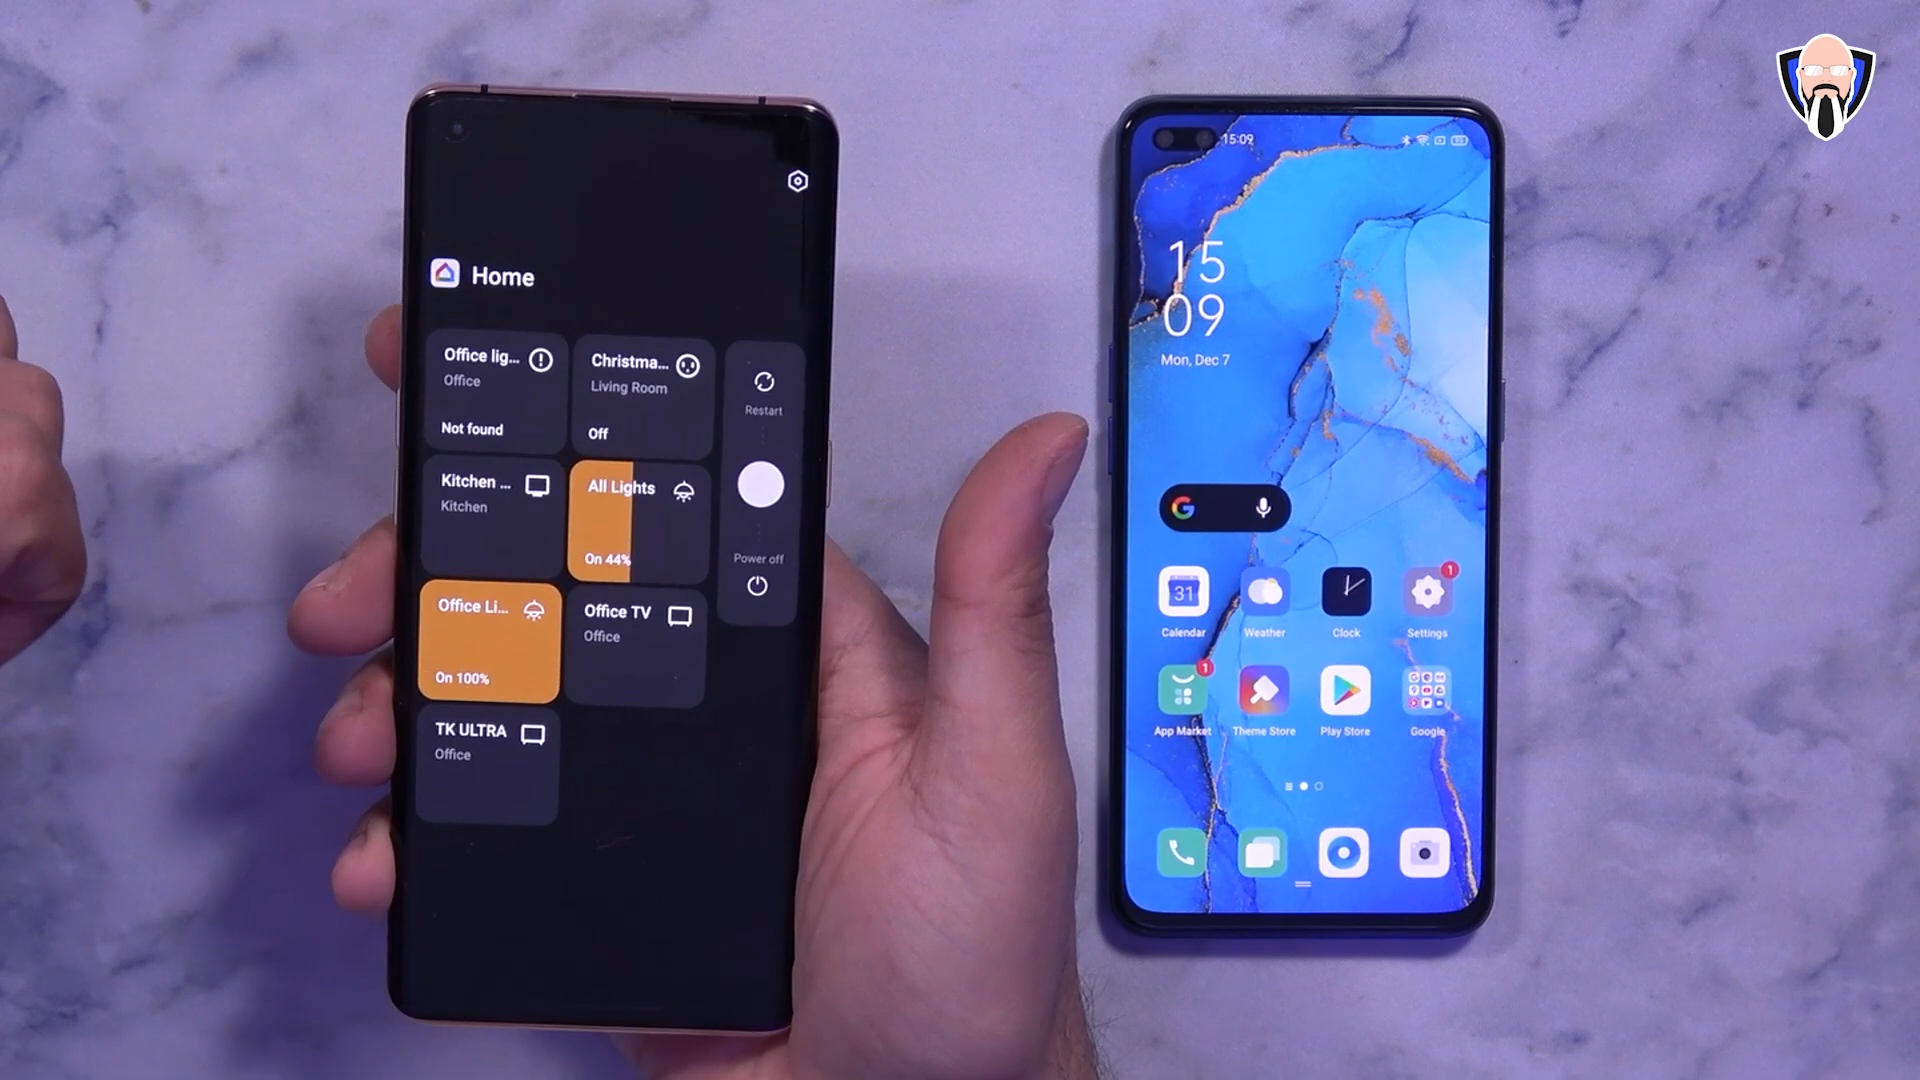 Home
Office lig...
Office
Not found
Christma...
Living Room
Off
Restart
Kitchen ...
Kitchen
All Lights
On 44%
Power off
Office Li...
On 100%
Office TV
Office
TK ULTRA
Office
15:09
15
09
Mon, Dec 7
G
31
Calendar
Weather
Clock
1
Settings
1
App Market
Theme Store
Play Store
Google